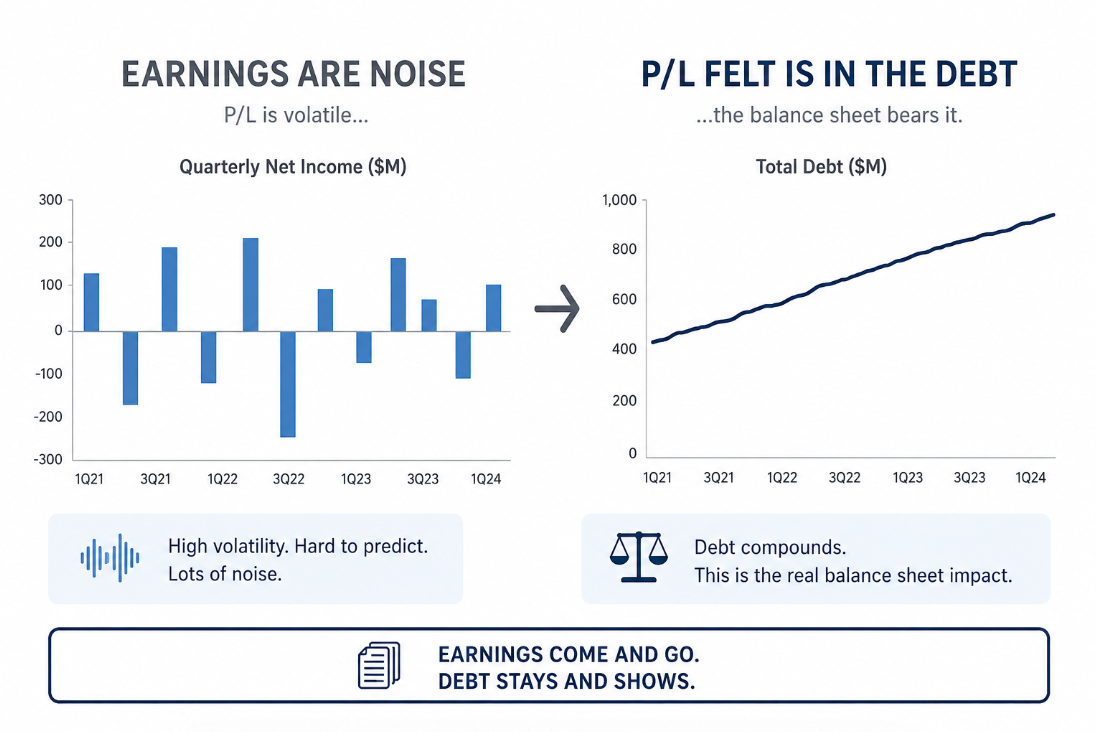 EARNINGS ARE NOISE
P/L is volatile...
Quarterly Net Income ($M)
300
200
100
0
-100
-200
-300
1Q21
3Q21
1Q22
3Q22
1Q23
3Q23
1Q24
High volatility. Hard to predict.
Lots of noise.
P/L FELT IS IN THE DEBT
...the balance sheet bears it.
Total Debt ($M)
1,000
800
600
400
200
0
1Q21
3Q21
1Q22
3Q22
1Q23
3Q23
1Q24
Debt compounds.
This is the real balance sheet impact.
EARNINGS COME AND GO.
DEBT STAYS AND SHOWS.